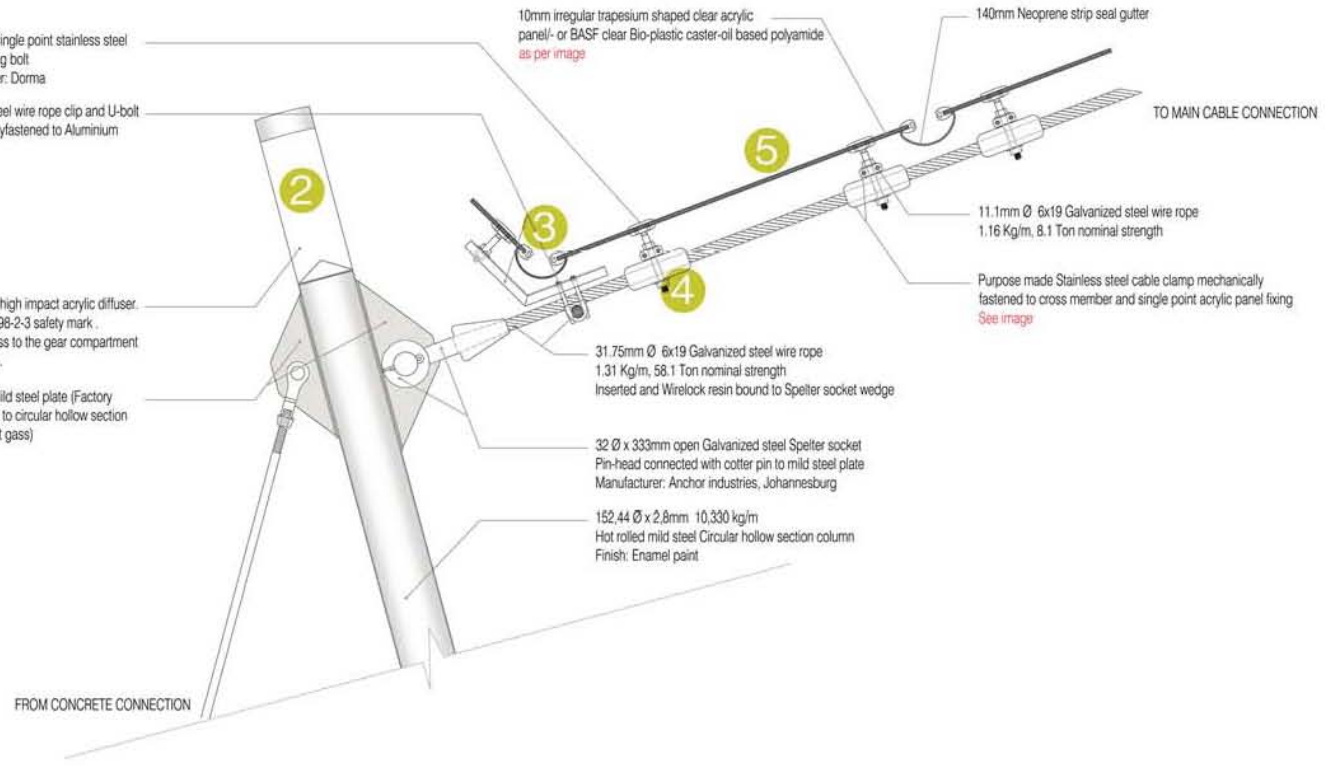 ingle point stainless steel
g bolt
r: Dorma
eel wire rope clip and U-bolt
yfastened to Aluminium
high impact acrylic diffuser.
98-2-3 safety mark .
ss to the gear compartment
.
ild steel plate (Factory
to circular hollow section
t gass)
FROM CONCRETE CONNECTION
10mm irregular trapesium shaped clear acrylic
panel/- or BASF clear Bio-plastic caster-oil based polyamide
as per image
140mm Neoprene strip seal gutter
TO MAIN CABLE CONNECTION
2
3
4
5
11.1mm Ø 6x19 Galvanized steel wire rope
1.16 Kg/m, 8.1 Ton nominal strength
Purpose made Stainless steel cable clamp mechanically
fastened to cross member and single point acrylic panel fixing
See image
31.75mm Ø 6x19 Galvanized steel wire rope
1.31 Kg/m, 58.1 Ton nominal strength
Inserted and Wirelock resin bound to Spelter socket wedge
32 Ø x 333mm open Galvanized steel Spelter socket
Pin-head connected with cotter pin to mild steel plate
Manufacturer: Anchor industries, Johannesburg
152,44 Ø x 2,8mm 10,330 kg/m
Hot rolled mild steel Circular hollow section column
Finish: Enamel paint